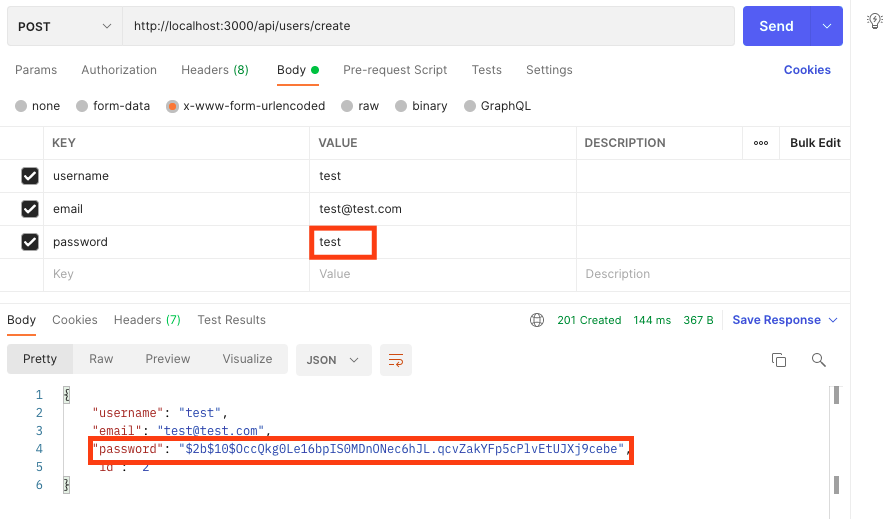 POST http://localhost:3000/api/users/create Send
Params Authorization Headers (8) Body Pre-request Script Tests Settings Cookies
none form-data x-www-form-urlencoded raw binary GraphQL
KEY VALUE DESCRIPTION ooo Bulk Edit
username test
email test@test.com
password test
Key Value Description
Body Cookies Headers (7) Test Results 201 Created 144 ms 367 B Save Response
Pretty Raw Preview Visualize JSON
1 {
2 "username": "test",
3 "email": "test@test.com",
4 "password": "$2b$10$OccQkg0Le16bpIS0MDnONec6hJL.qcvZakYFp5cPlvEtUJXj9cebe",
5 "id": 2
6 }